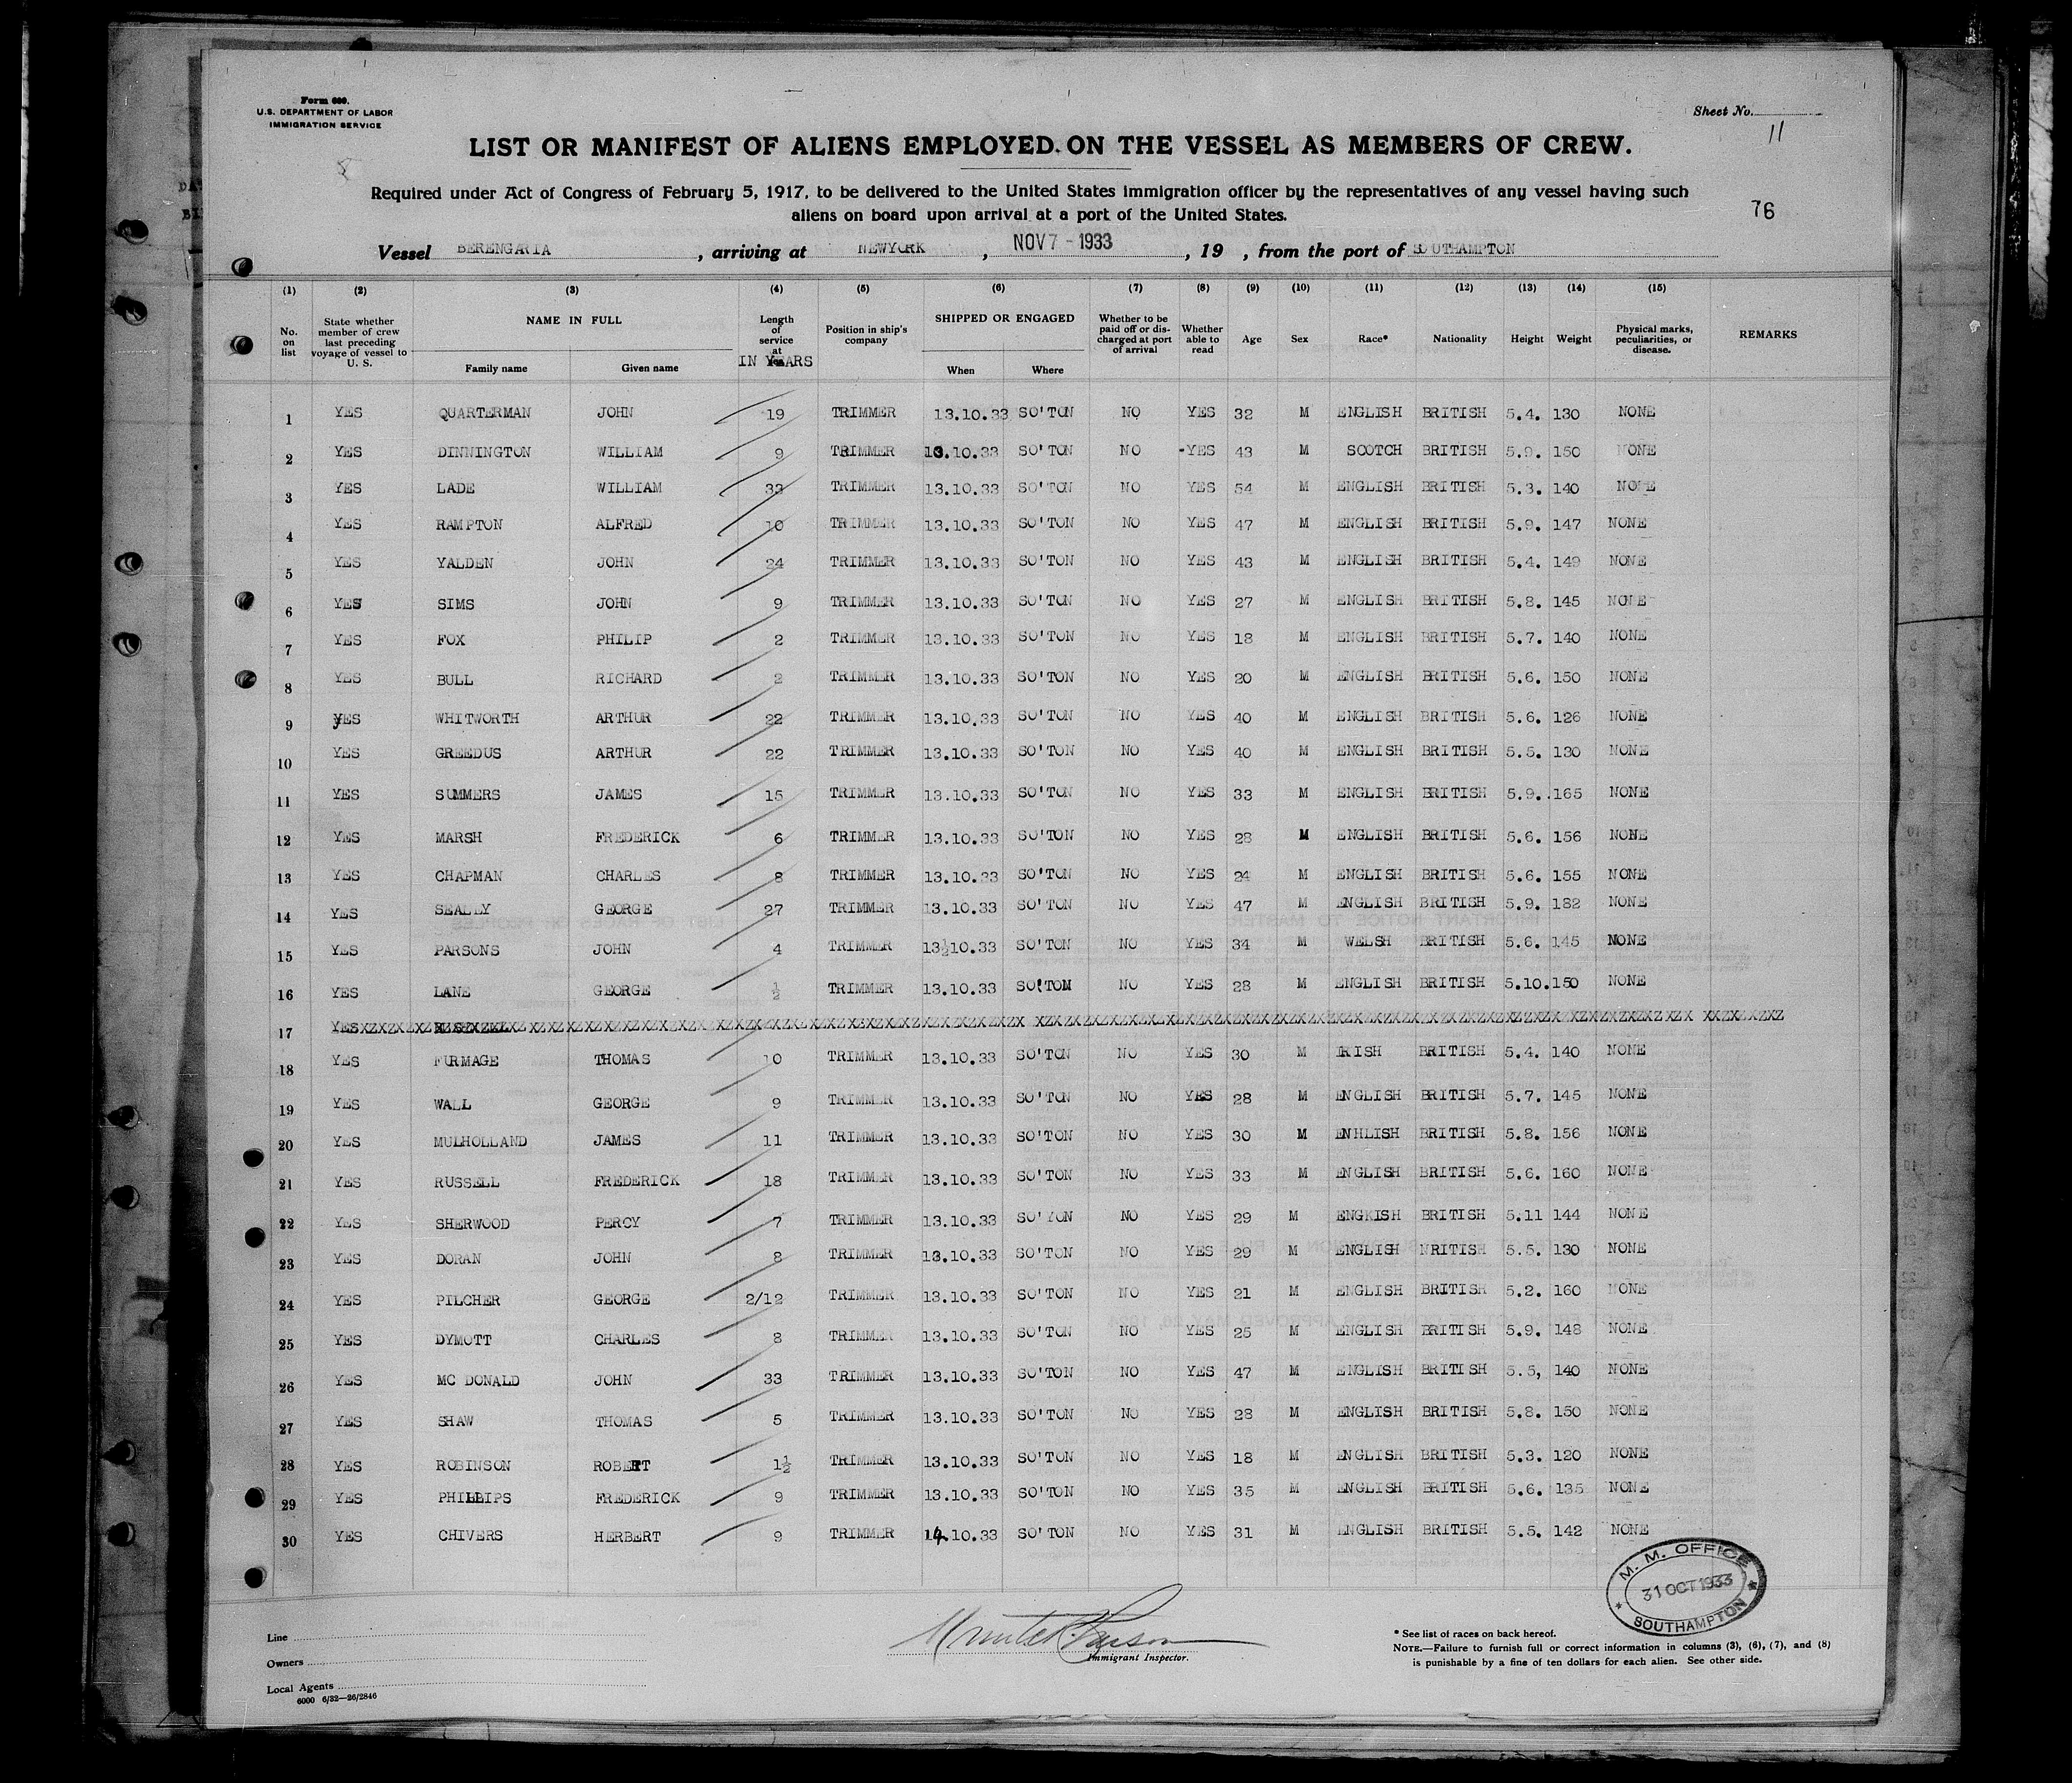 Form 680.
U.S. DEPARTMENT OF LABOR
IMMIGRATION SERVICE
Sheet No.
11
LIST OR MANIFEST OF ALIENS EMPLOYED ON THE VESSEL AS MEMBERS OF CREW.
Required under Act of Congress of February 5, 1917, to be delivered to the United States immigration officer by the representatives of any vessel having such
aliens on board upon arrival at a port of the United States.
76
Vessel BERENGARIA, arriving at NEWYORK, NOV 7 - 1933, 19 , from the port of SOUTHAMPTON
(1) (2) (3) (4) (5) (6) (7) (8) (9) (10) (11) (12) (13) (14) (15)
No. on list State whether member of crew last preceding voyage of vessel to U. S. NAME IN FULL Family name Given name Length of service at IN YEARS Position in ship's company SHIPPED OR ENGAGED When Where Whether to be paid off or discharged at port of arrival Whether able to read Age Sex Race* Nationality Height Weight Physical marks, peculiarities, or disease. REMARKS
1 YES QUARTERMAN JOHN 19 TRIMMER 13.10.33 SO'TON NO YES 32 M ENGLISH BRITISH 5.4. 130 NONE
2 YES DINNINGTON WILLIAM 9 TRIMMER 13.10.33 SO'TON NO YES 43 M SCOTCH BRITISH 5.9. 150 NONE
3 YES LADE WILLIAM 33 TRIMMER 13.10.33 SO'TON NO YES 54 M ENGLISH BRITISH 5.3. 140 NONE
4 YES RAMPTON ALFRED 10 TRIMMER 13.10.33 SO'TON NO YES 47 M ENGLISH BRITISH 5.9. 147 NONE
5 YES YALDEN JOHN 24 TRIMMER 13.10.33 SO'TON NO YES 43 M ENGLISH BRITISH 5.4. 149 NONE
6 YES SIMS JOHN 9 TRIMMER 13.10.33 SO'TON NO YES 27 M ENGLISH BRITISH 5.8. 145 NONE
7 YES FOX PHILIP 2 TRIMMER 13.10.33 SO'TON NO YES 18 M ENGLISH BRITISH 5.7. 140 NONE
8 YES BULL RICHARD 2 TRIMMER 13.10.33 SO'TON NO YES 20 M ENGLISH BRITISH 5.6. 150 NONE
9 YES WHITWORTH ARTHUR 22 TRIMMER 13.10.33 SO'TON NO YES 40 M ENGLISH BRITISH 5.6. 126 NONE
10 YES GREEDUS ARTHUR 22 TRIMMER 13.10.33 SO'TON NO YES 40 M ENGLISH BRITISH 5.5. 130 NONE
11 YES SUMMERS JAMES 15 TRIMMER 13.10.33 SO'TON NO YES 33 M ENGLISH BRITISH 5.9. 165 NONE
12 YES MARSH FREDERICK 6 TRIMMER 13.10.33 SO'TON NO YES 28 M ENGLISH BRITISH 5.6. 156 NONE
13 YES CHAPMAN CHARLES 8 TRIMMER 13.10.33 SO'TON NO YES 24 M ENGLISH BRITISH 5.6. 155 NONE
14 YES SEALEY GEORGE 27 TRIMMER 13.10.33 SO'TON NO YES 47 M ENGLISH BRITISH 5.9. 182 NONE
15 YES PARSONS JOHN 4 TRIMMER 13½10.33 SO'TON NO YES 34 M WELSH BRITISH 5.6. 145 NONE
16 YES LANE GEORGE ½ TRIMMER 13.10.33 SO'TON NO YES 28 M ENGLISH BRITISH 5.10. 150 NONE
17 YES
18 YES FURMAGE THOMAS 10 TRIMMER 13.10.33 SO'TON NO YES 30 M IRISH BRITISH 5.4. 140 NONE
19 YES WALL GEORGE 9 TRIMMER 13.10.33 SO'TON NO YES 28 M ENGLISH BRITISH 5.7. 145 NONE
20 YES MULHOLLAND JAMES 11 TRIMMER 13.10.33 SO'TON NO YES 30 M ENHLISH BRITISH 5.8. 156 NONE
21 YES RUSSELL FREDERICK 18 TRIMMER 13.10.33 SO'TON NO YES 33 M ENGLISH BRITISH 5.6. 160 NONE
22 YES SHERWOOD PERCY 7 TRIMMER 13.10.33 SO'YON NO YES 29 M ENGKISH BRITISH 5.11 144 NONE
23 YES DORAN JOHN 8 TRIMMER 13.10.33 SO'TON NO YES 29 M ENGLISH NRITISH 5.5. 130 NONE
24 YES PILCHER GEORGE 2/12 TRIMMER 13.10.33 SO'TON NO YES 21 M ENGLISH BRITISH 5.2. 160 NONE
25 YES DYMOTT CHARLES 8 TRIMMER 13.10.33 SO'TON NO YES 25 M ENGLISH BRITISH 5.9. 148 NONE
26 YES MC DONALD JOHN 33 TRIMMER 13.10.33 SO'TON NO YES 47 M ENGLISH BRITISH 5.5, 140 NONE
27 YES SHAW THOMAS 5 TRIMMER 13.10.33 SO'TON NO YES 28 M ENGLISH BRITISH 5.8. 150 NONE
28 YES ROBINSON ROBERT 1½ TRIMMER 13.10.33 SO'TON NO YES 18 M ENGLISH BRITISH 5.3. 120 NONE
29 YES PHILLIPS FREDERICK 9 TRIMMER 13.10.33 SO'TON NO YES 35 M ENGLISH BRITISH 5.6. 135 NONE
30 YES CHIVERS HERBERT 9 TRIMMER 14.10.33 SO'TON NO YES 31 M ENGLISH BRITISH 5.5. 142 NONE
M. M. OFFICE
31 OCT 1933
SOUTHAMPTON
Line
Owners
Local Agents
6000 6/32—26/2846
Immigrant Inspector.
* See list of races on back hereof.
NOTE.—Failure to furnish full or correct information in columns (3), (6), (7), and (8)
is punishable by a fine of ten dollars for each alien. See other side.